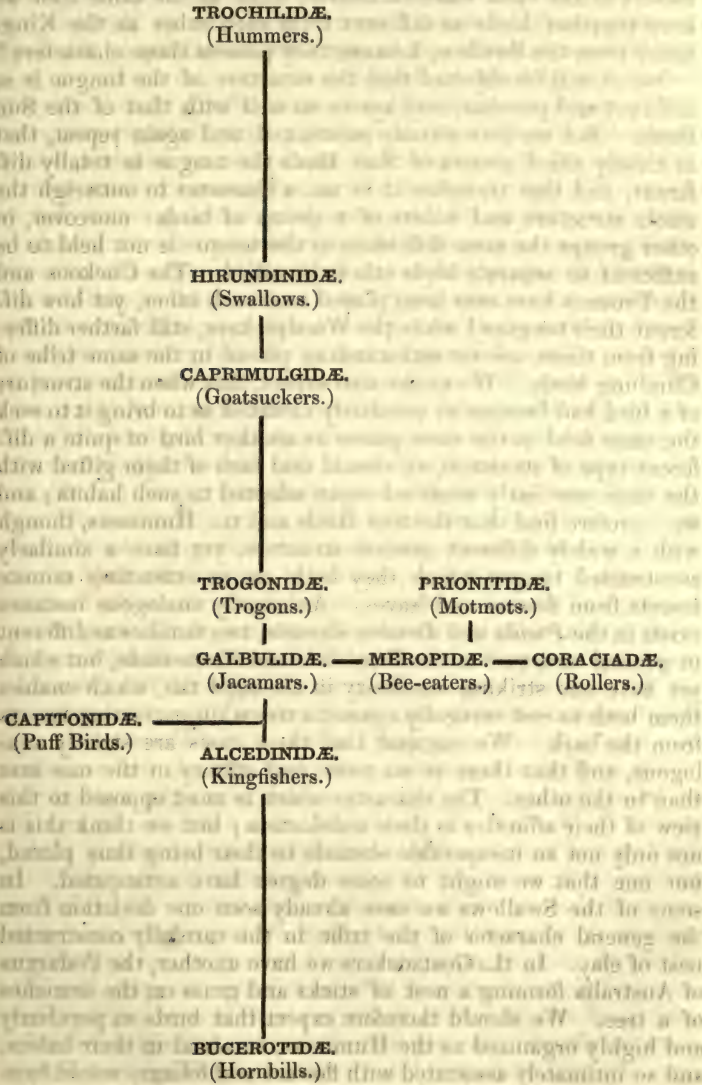 TROCHILIDÆ.
(Hummers.)
HIRUNDINIDÆ.
(Swallows.)
CAPRIMULGIDÆ.
(Goatsuckers.)
TROGONIDÆ. PRIONITIDÆ.
(Trogons.) (Motmots.)
GALBULIDÆ. — MEROPIDÆ. — CORACIADÆ.
(Jacamars.) (Bee-eaters.) (Rollers.)
CAPITONIDÆ.
(Puff Birds.)
ALCEDINIDÆ.
(Kingfishers.)
BUCEROTIDÆ.
(Hornbills.)